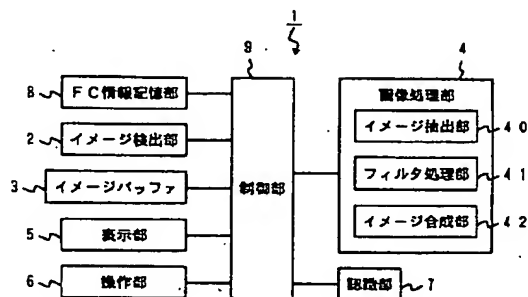 1
9
4
8
FC情報記憶部
画像処理部
イメージ抽出部
40
2
イメージ検出部
フィルタ処理部
41
3
イメージバッファ
制御部
イメージ合成部
42
5
表示部
6
操作部
認識部
7